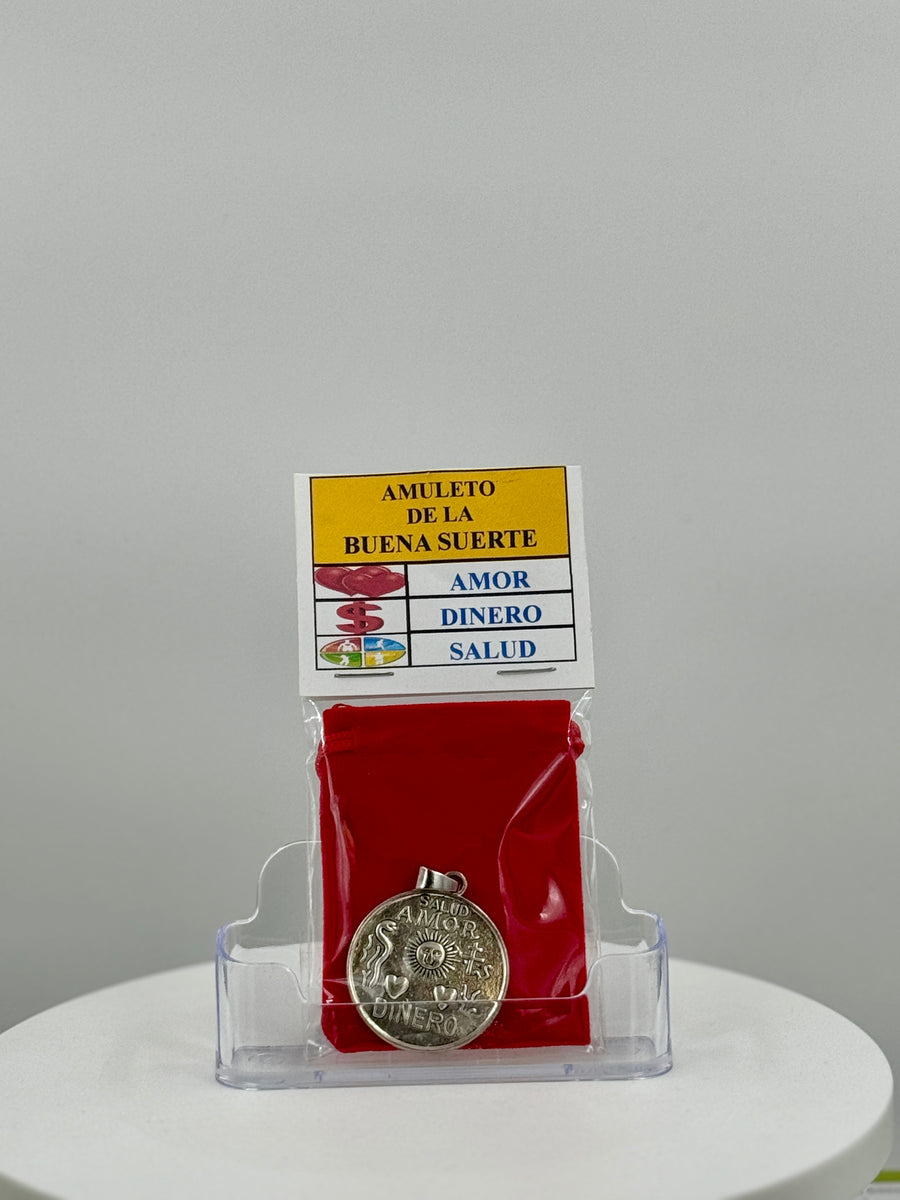 AMULETO
DE LA
BUENA SUERTE
AMOR
$
DINERO
SALUD
SALUD
AMOR
DINERO